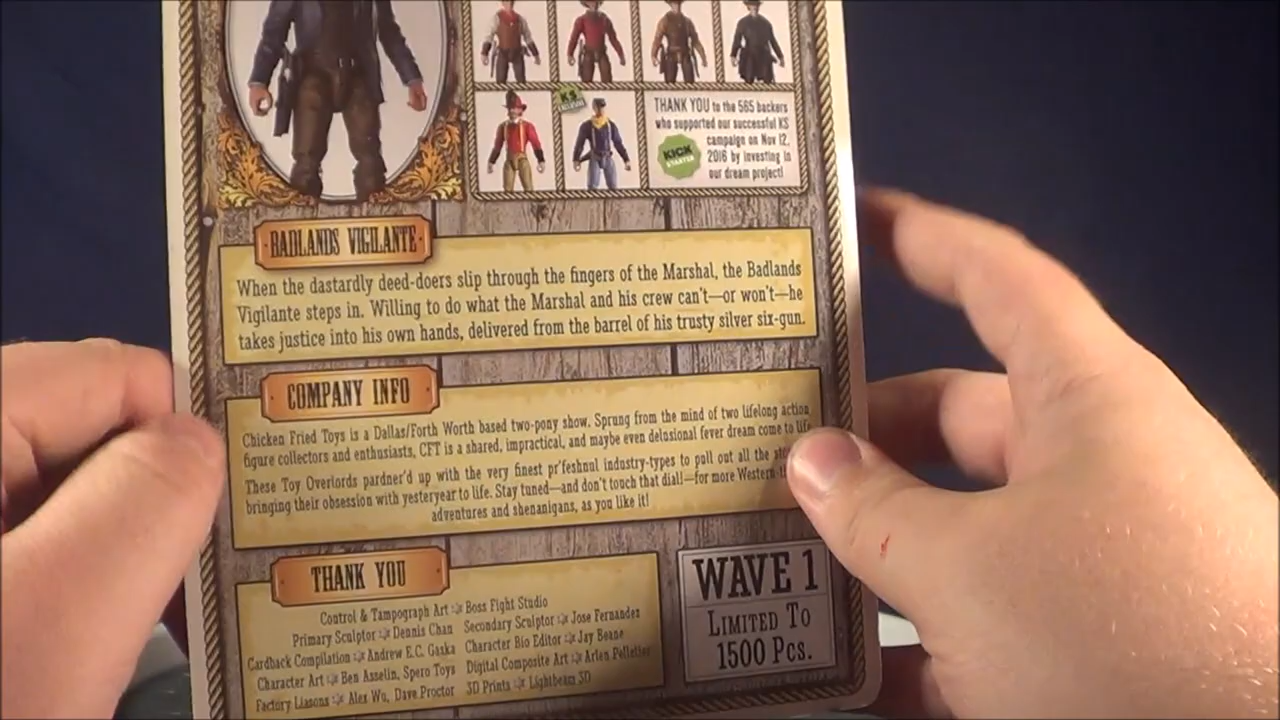 KS
EXCLUSIVE
THANK YOU to the 565 backers
who supported our successful KS
campaign on Nov 12,
2016 by investing in
our dream project!
KICK
STARTER
BADLANDS VIGILANTE
When the dastardly deed-doers slip through the fingers of the Marshal, the Badlands
Vigilante steps in. Willing to do what the Marshal and his crew can't—or won't—he
takes justice into his own hands, delivered from the barrel of his trusty silver six-gun.
COMPANY INFO
Chicken Fried Toys is a Dallas/Forth Worth based two-pony show. Sprung from the mind of two lifelong action
figure collectors and enthusiasts, CFT is a shared, impractical, and maybe even delusional fever dream come to life.
These Toy Overlords pardner'd up with the very finest pr'feshnul industry-types to pull out all the
bringing their obsession with yesteryear to life. Stay tuned—and don't touch that dial!—for more
adventures and shenanigans, as you like it!
THANK YOU
Control & Tampograph Art Boss Fight Studio
Primary Sculptor Dennis Chan Secondary Sculptor Jose Fernandez
Cardback Compilation Andrew E.C. Gaska Character Bio Editor Jay Beane
Character Art Ben Asselin, Spero Toys Digital Composite Art Arlen Pelletier
Factory Liasons Alex Wu, Dave Proctor 3D Prints Lightbeam 3D
WAVE 1
LIMITED TO
1500 PCS.